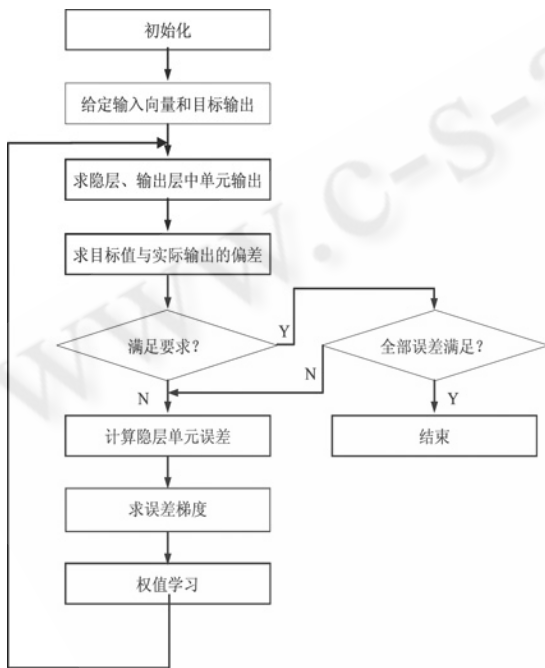 初始化
给定输入向量和目标输出
求隐层、输出层中单元输出
求目标值与实际输出的偏差
满足要求?
Y
全部误差满足?
N
N
Y
计算隐层单元误差
结束
求误差梯度
权值学习
www.c-s-a